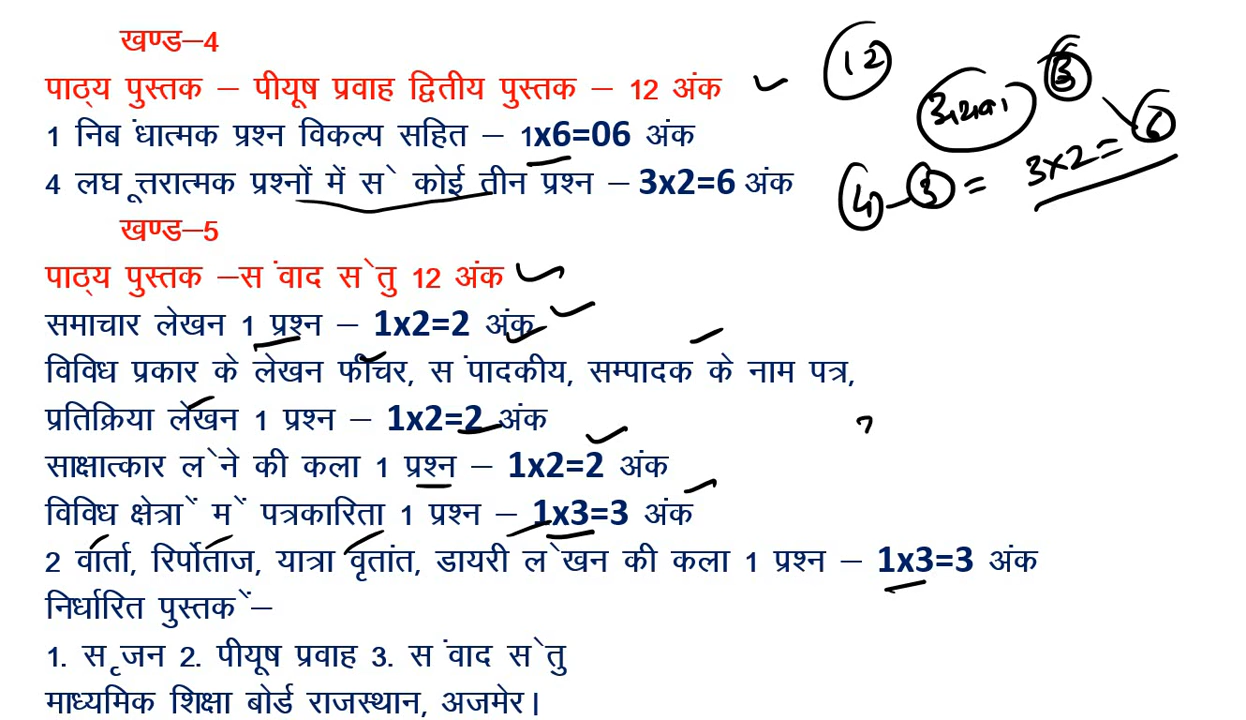 खण्ड–4
पाठ्य पुस्तक – पीयूष प्रवाह द्वितीय पुस्तक – 12 अंक
1 निबंधात्मक प्रश्न विकल्प सहित – 1x6=06 अंक
4 लघूत्तरात्मक प्रश्नों में से कोई तीन प्रश्न – 3x2=6 अंक
खण्ड–5
पाठ्य पुस्तक –संवाद सेतु 12 अंक
समाचार लेखन 1 प्रश्न – 1x2=2 अंक
विविध प्रकार के लेखन फीचर, संपादकीय, सम्पादक के नाम पत्र,
प्रतिक्रिया लेखन 1 प्रश्न – 1x2=2 अंक
साक्षात्कार लेने की कला 1 प्रश्न – 1x2=2 अंक
विविध क्षेत्रों में पत्रकारिता 1 प्रश्न – 1x3=3 अंक
2 वार्ता, रिर्पोताज, यात्रा वृतांत, डायरी लेखन की कला 1 प्रश्न – 1x3=3 अंक
निर्धारित पुस्तकें–
1. सृजन 2. पीयूष प्रवाह 3. संवाद सेतु
माध्यमिक शिक्षा बोर्ड राजस्थान, अजमेर।
12
अथवा
6
4 – 3 = 3x2=